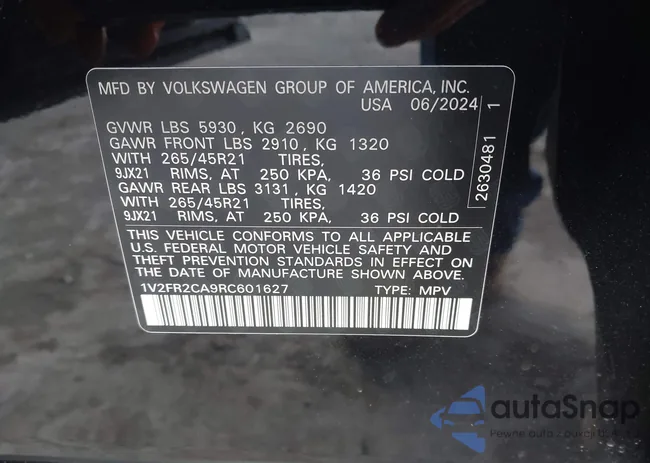 MFD BY VOLKSWAGEN GROUP OF AMERICA, INC.
USA 06/2024
GVWR LBS 5930, KG 2690
GAWR FRONT LBS 2910, KG 1320
WITH 265/45R21 TIRES,
9JX21 RIMS, AT 250 KPA, 36 PSI COLD
GAWR REAR LBS 3131, KG 1420
WITH 265/45R21 TIRES,
9JX21 RIMS, AT 250 KPA, 36 PSI COLD
THIS VEHICLE CONFORMS TO ALL APPLICABLE
U.S. FEDERAL MOTOR VEHICLE SAFETY AND
THEFT PREVENTION STANDARDS IN EFFECT ON
THE DATE OF MANUFACTURE SHOWN ABOVE.
1V2FR2CA9RC601627 TYPE: MPV
2630481 1
autoSnap
Pewne auto z aukcji